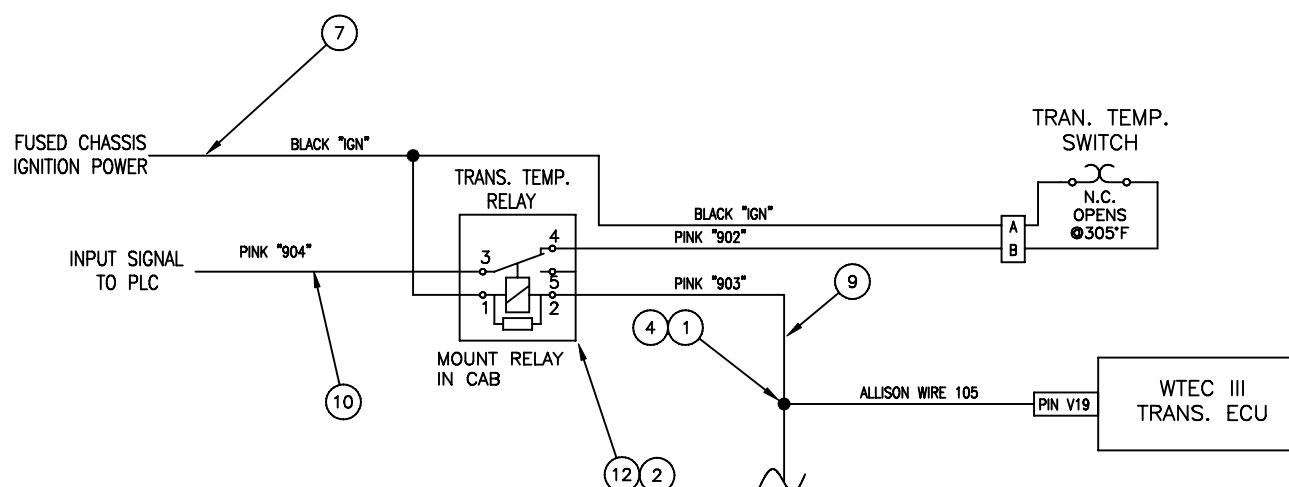 7
FUSED CHASSIS
IGNITION POWER
BLACK "IGN"
TRAN. TEMP.
SWITCH
N.C.
OPENS
@305°F
TRANS. TEMP.
RELAY
BLACK "IGN"
A
PINK "902"
B
INPUT SIGNAL
TO PLC
PINK "904"
3
4
5
1
2
PINK "903"
9
4
1
MOUNT RELAY
IN CAB
10
ALLISON WIRE 105
PIN V19
WTEC III
TRANS. ECU
12
2